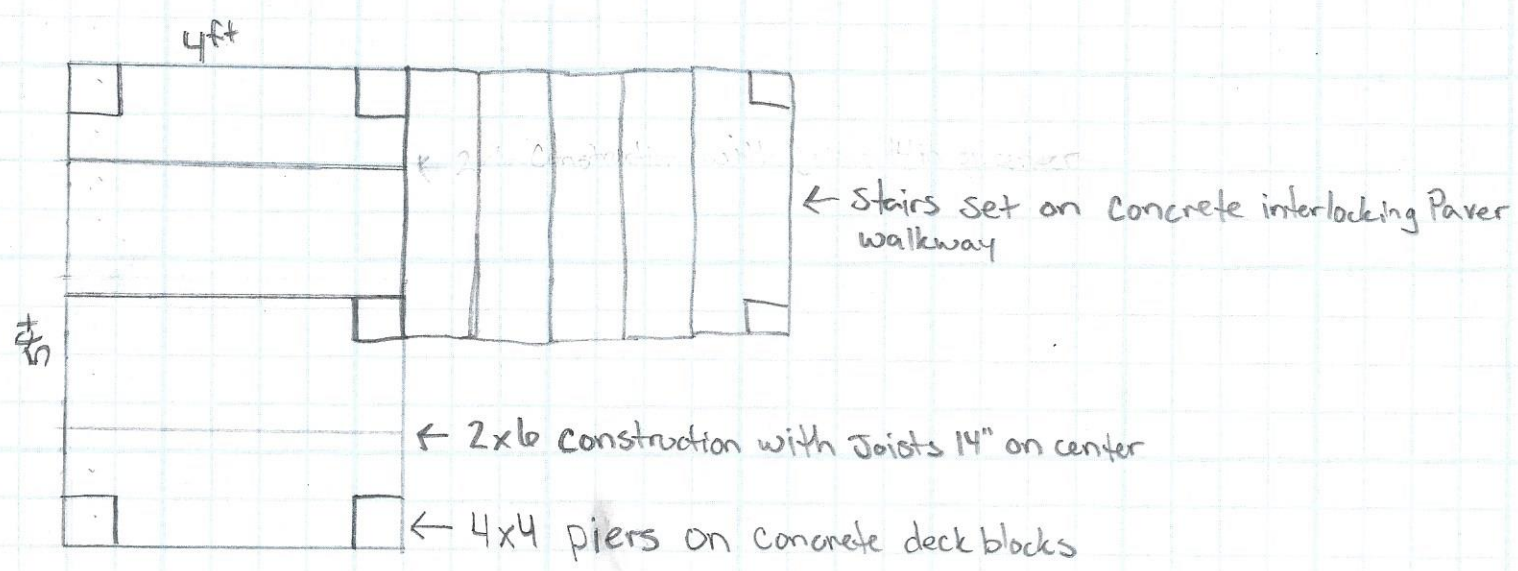 4ft
← Stairs set on concrete interlocking Paver
walkway
5ft
← 2x6 construction with Joists 14" on center
← 4x4 piers on concrete deck blocks